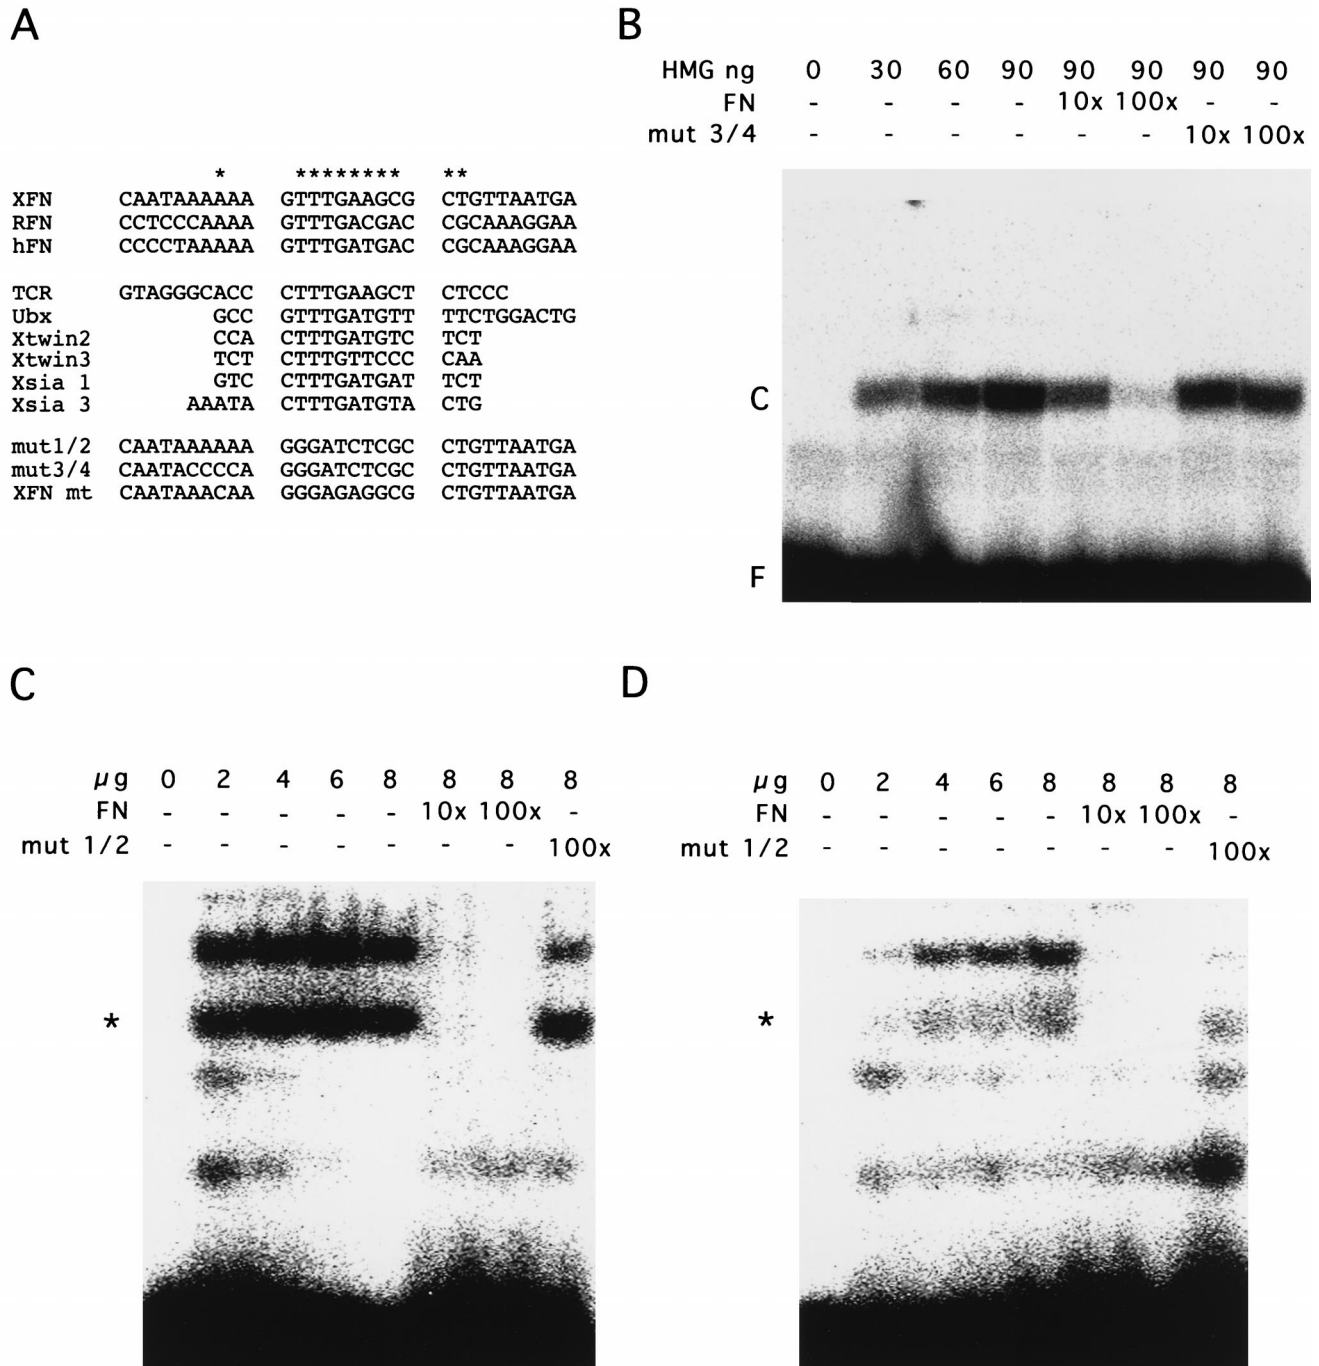 A
* ******** **
XFN CAATAAAAAA GTTTGAAGCG CTGTTAATGA
RFN CCTCCCAAAA GTTTGACGAC CGCAAAGGAA
hFN CCCCTAAAAA GTTTGATGAC CGCAAAGGAA
TCR GTAGGGCACC CTTTGAAGCT CTCCC
Ubx GCC GTTTGATGTT TTCTGGACTG
Xtwin2 CCA CTTTGATGTC TCT
Xtwin3 TCT CTTTGTTCCC CAA
Xsia 1 GTC CTTTGATGAT TCT
Xsia 3 AAATA CTTTGATGTA CTG
mut1/2 CAATAAAAAA GGGATCTCGC CTGTTAATGA
mut3/4 CAATACCCCA GGGATCTCGC CTGTTAATGA
XFN mt CAATAAACAA GGGAGAGGCG CTGTTAATGA
B
HMG ng 0 30 60 90 90 90 90 90
FN - - - - 10x 100x - -
mut 3/4 - - - - - - 10x 100x
C
F
C
µg 0 2 4 6 8 8 8 8
FN - - - - - 10x 100x -
mut 1/2 - - - - - - - 100x
*
D
µg 0 2 4 6 8 8 8 8
FN - - - - - 10x 100x -
mut 1/2 - - - - - - - 100x
*